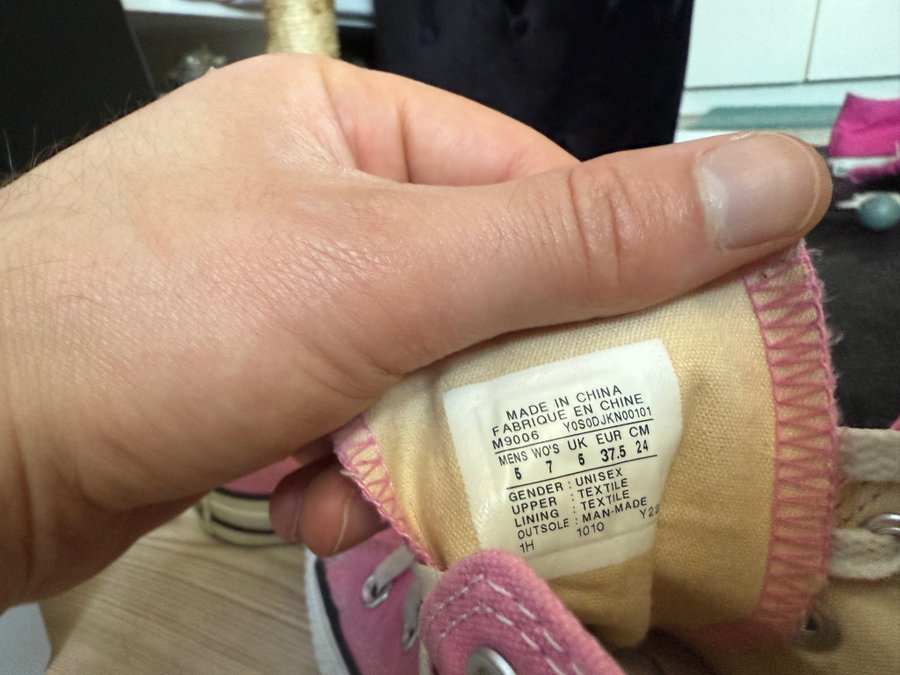 MADE IN CHINA
FABRIQUE EN CHINE
M9006 Y0S0DJKN00101
MENS WO'S UK EUR CM
5 7 5 37.5 24
GENDER : UNISEX
UPPER : TEXTILE
LINING : TEXTILE
OUTSOLE : MAN-MADE
1H 1010